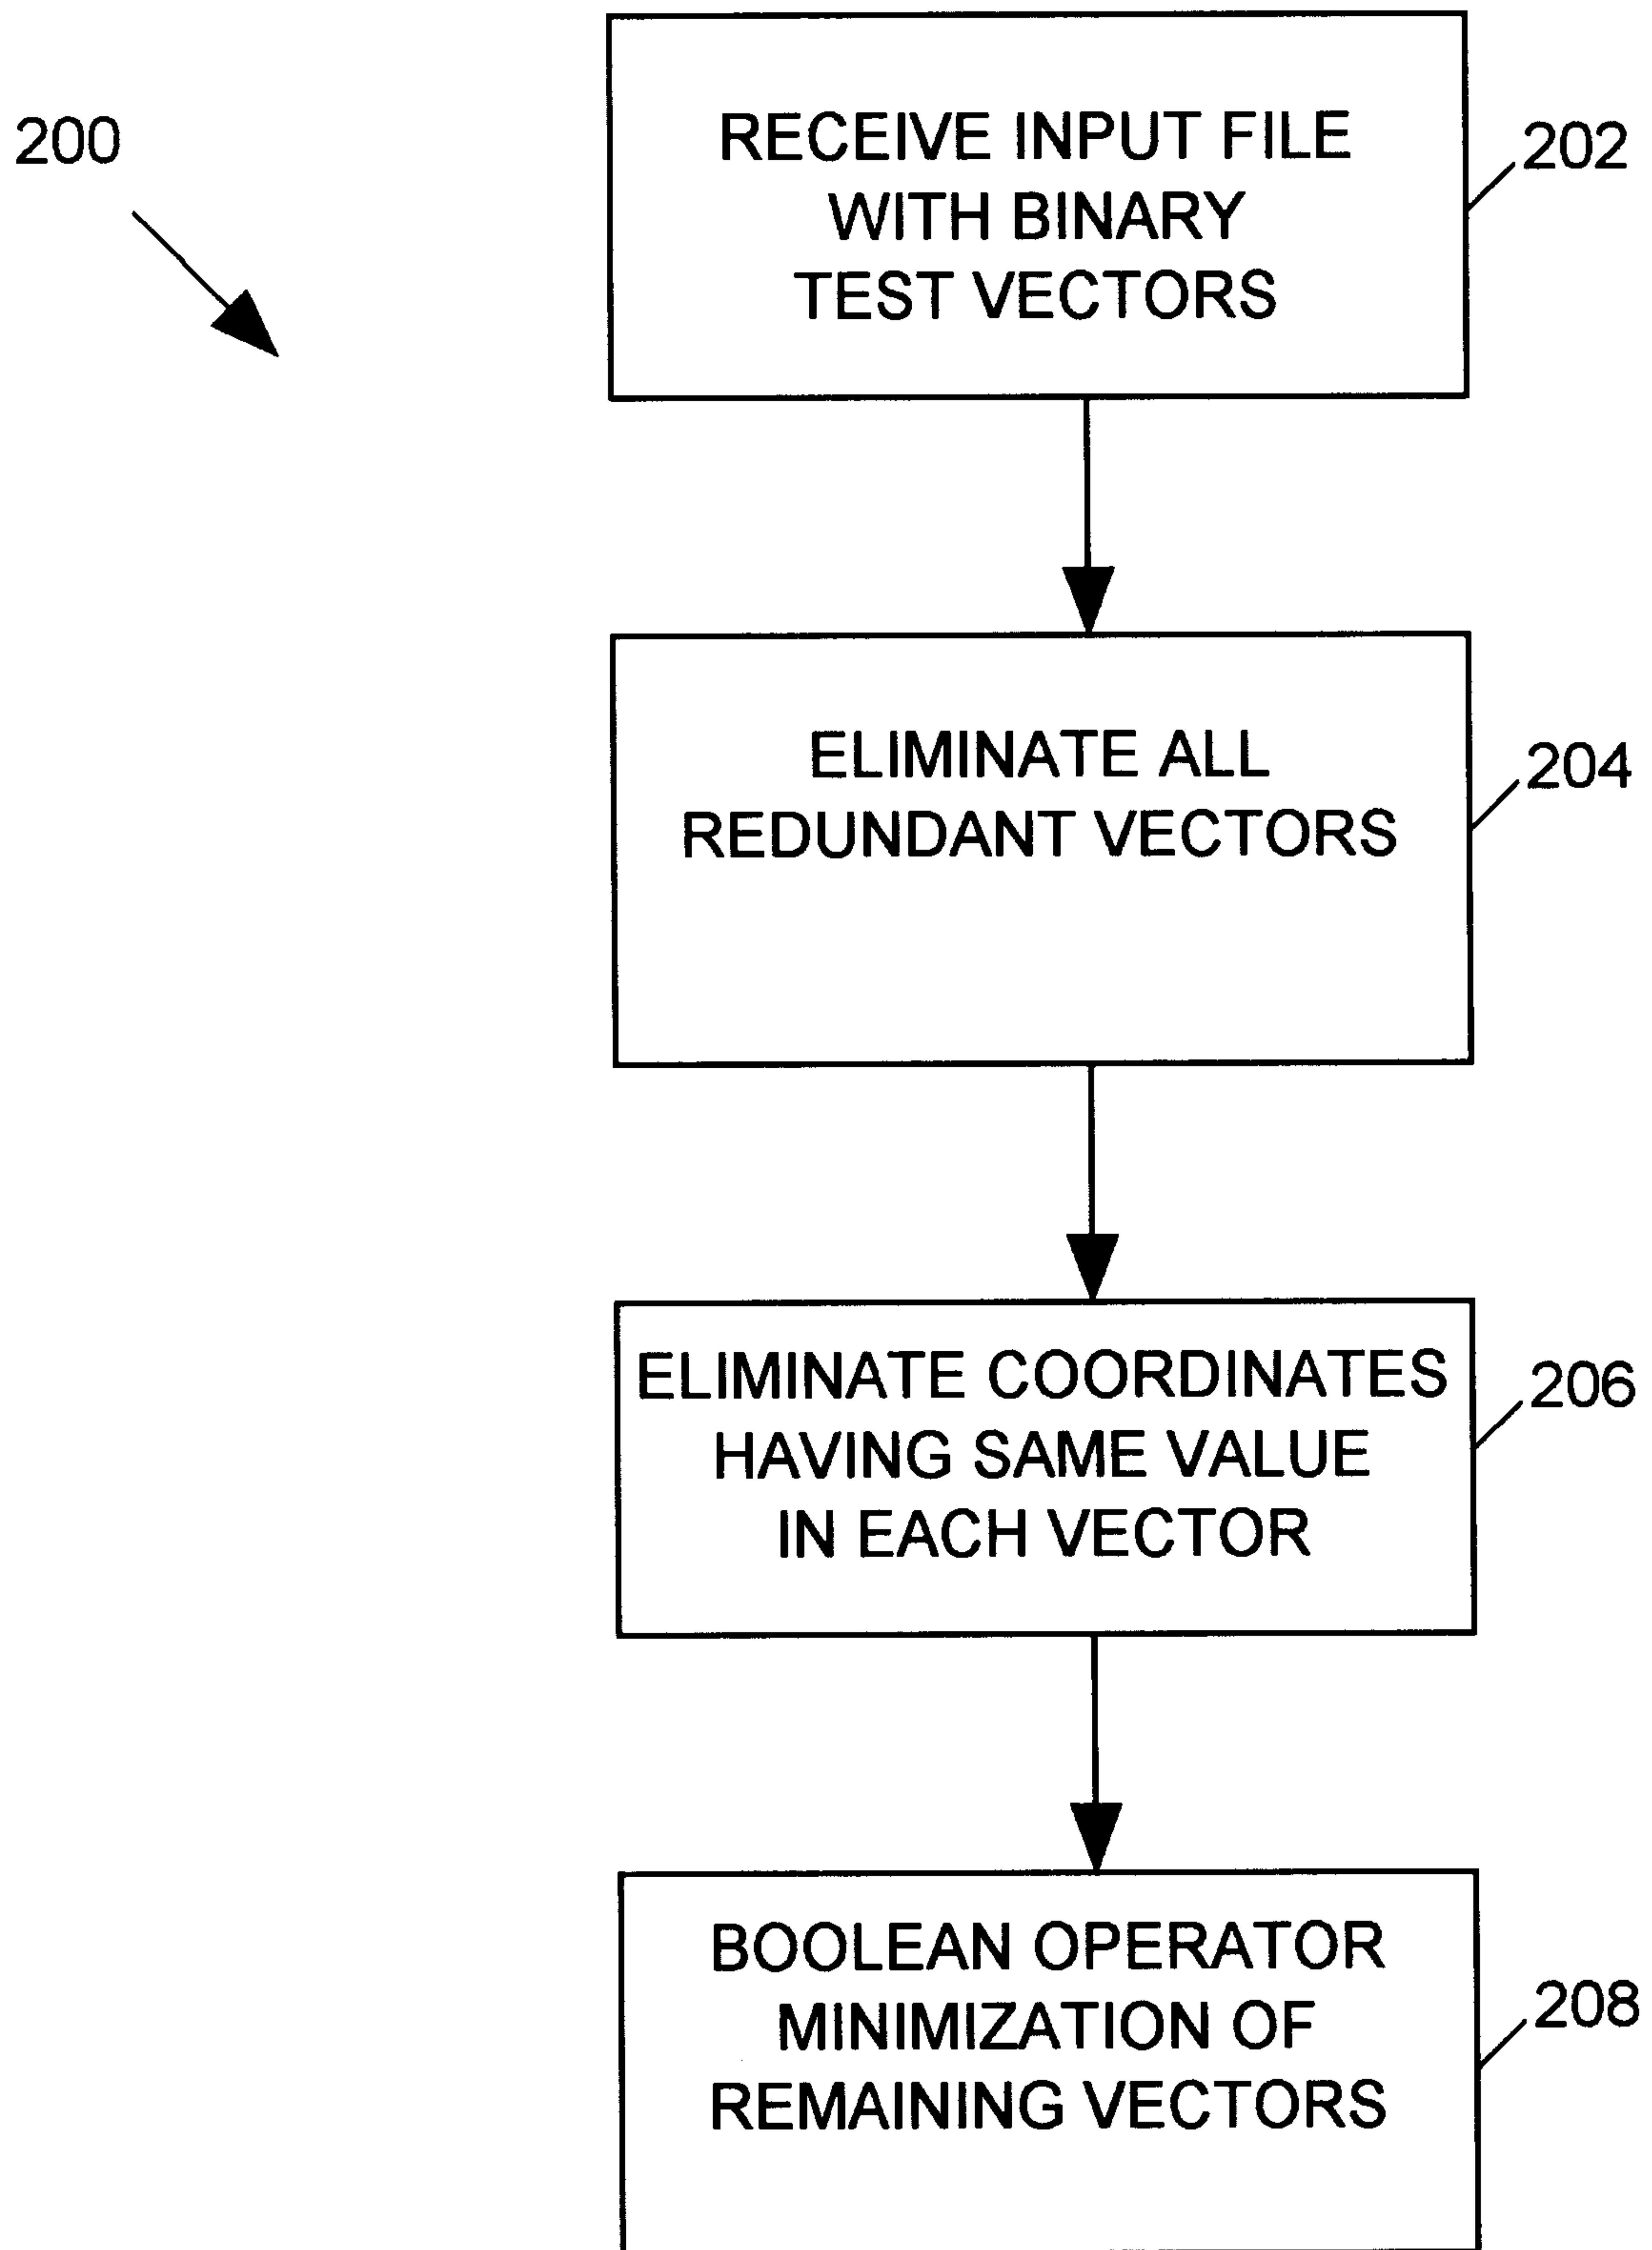 200
RECEIVE INPUT FILE
WITH BINARY
TEST VECTORS
202
ELIMINATE ALL
REDUNDANT VECTORS
204
ELIMINATE COORDINATES
HAVING SAME VALUE
IN EACH VECTOR
206
BOOLEAN OPERATOR
MINIMIZATION OF
REMAINING VECTORS
208